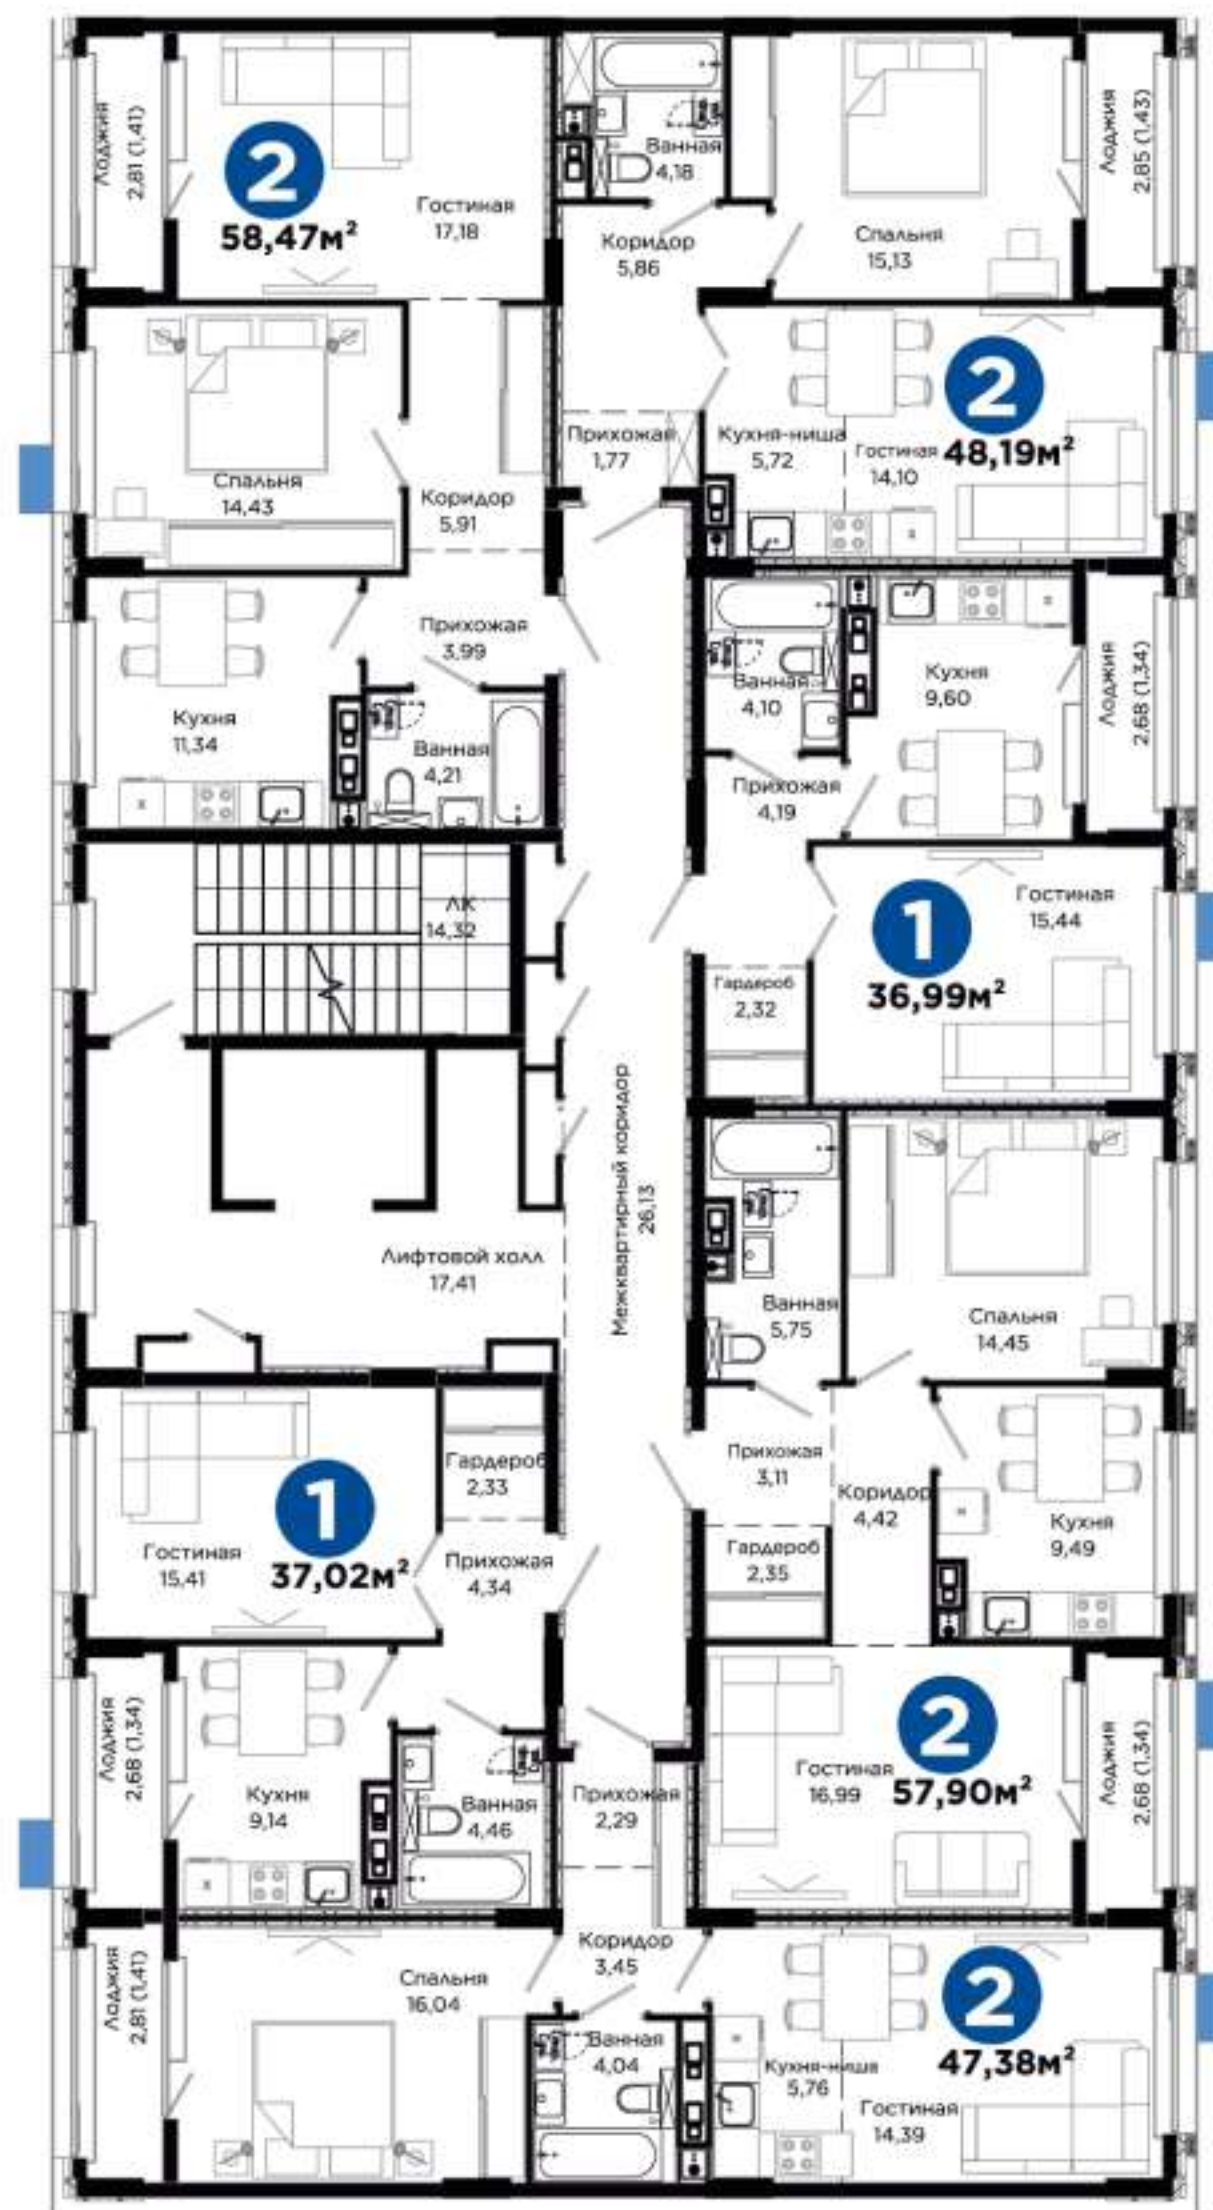 Лоджия
2,81 (1,41)
2
58,47м²
Гостиная
17,18
Ванная
4,18
Коридор
5,86
Спальня
15,13
Лоджия
2,85 (1,43)
Спальня
14,43
Коридор
5,91
Прихожая
1,77
Кухня-ниша
5,72
Гостиная
14,10
2
48,19м²
Прихожая
3,99
Кухня
11,34
Ванная
4,21
Ванная
4,10
Кухня
9,60
Лоджия
2,68 (1,34)
Прихожая
4,19
ЛК
14,32
Гостиная
15,44
1
36,99м²
Гардероб
2,32
Межквартирный коридор
26,13
Лифтовой холл
17,41
Ванная
5,75
Спальня
14,45
Гардероб
2,33
1
37,02м²
Гостиная
15,41
Прихожая
4,34
Прихожая
3,11
Коридор
4,42
Кухня
9,49
Гардероб
2,35
Лоджия
2,68 (1,34)
Кухня
9,14
Ванная
4,46
Прихожая
2,29
Гостиная
16,99
2
57,90м²
Лоджия
2,68 (1,34)
Лоджия
2,81 (1,41)
Спальня
16,04
Коридор
3,45
Ванная
4,04
Кухня-ниша
5,76
Гостиная
14,39
2
47,38м²